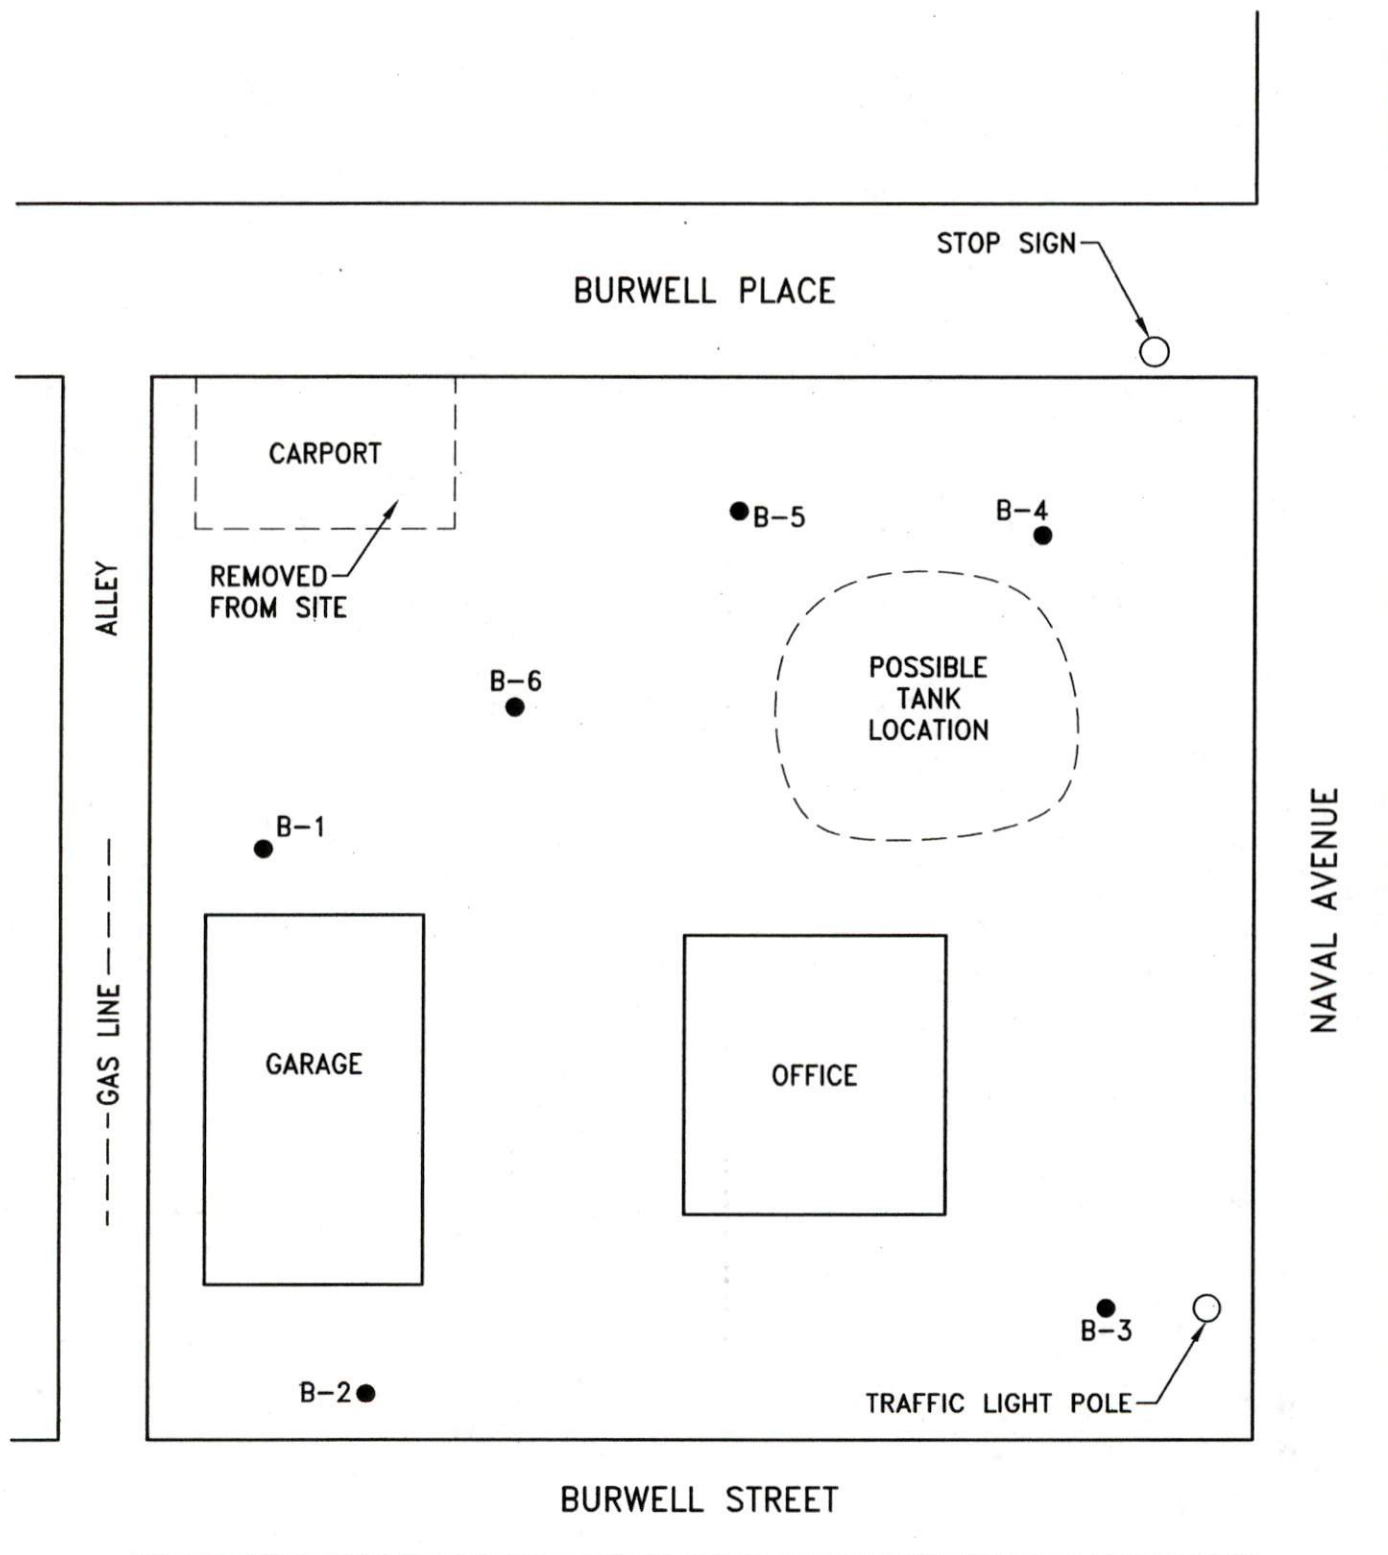 STOP SIGN
BURWELL PLACE
CARPORT
B-5
B-4
REMOVED
FROM SITE
ALLEY
POSSIBLE
TANK
LOCATION
B-6
B-1
NAVAL AVENUE
GAS LINE
GARAGE
OFFICE
B-3
B-2
TRAFFIC LIGHT POLE
BURWELL STREET